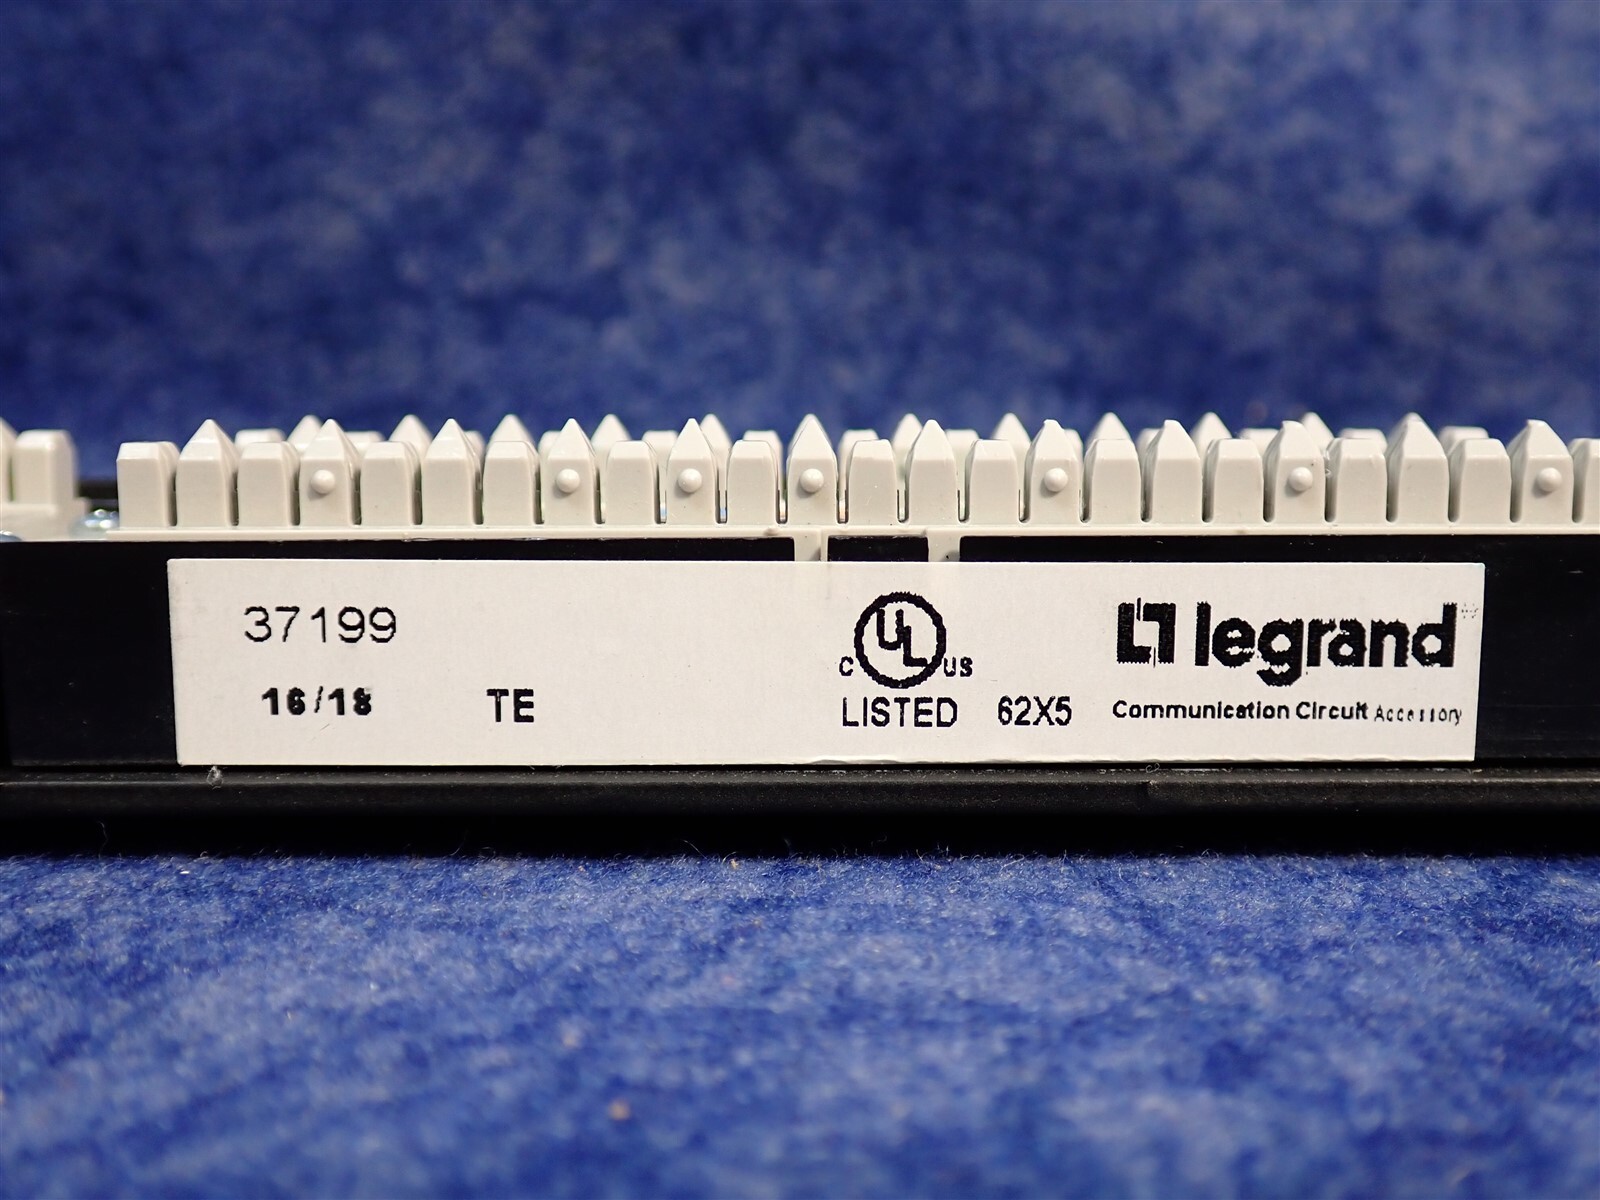 37199
16/18 TE
C UL US
LISTED 62X5
legrand
Communication Circuit Accessory